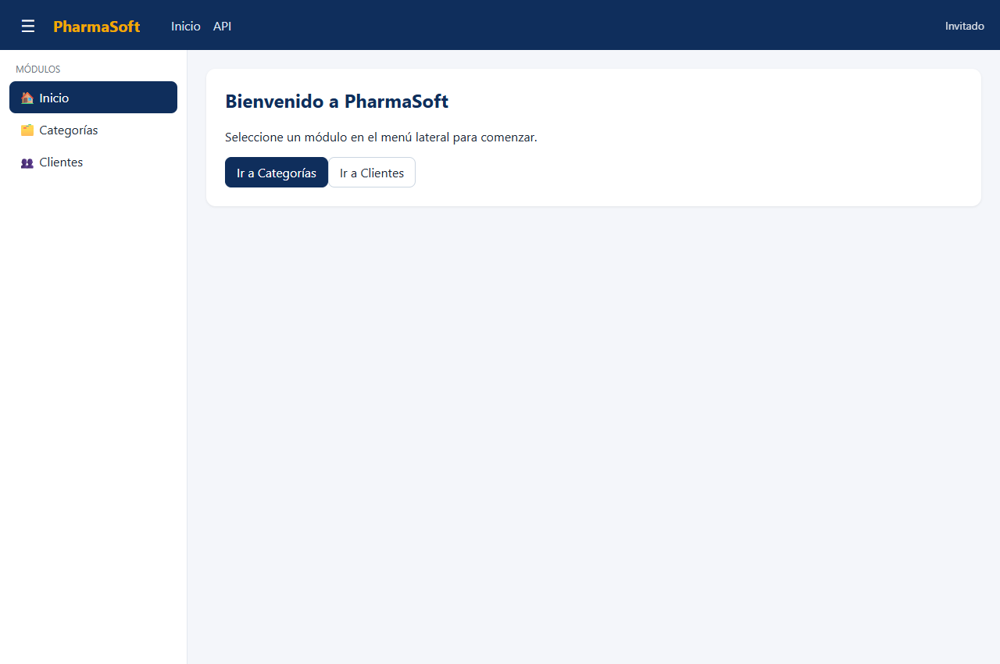 ☰ PharmaSoft Inicio API Invitado
MÓDULOS
Inicio
Categorías
Clientes
Bienvenido a PharmaSoft
Seleccione un módulo en el menú lateral para comenzar.
Ir a Categorías Ir a Clientes